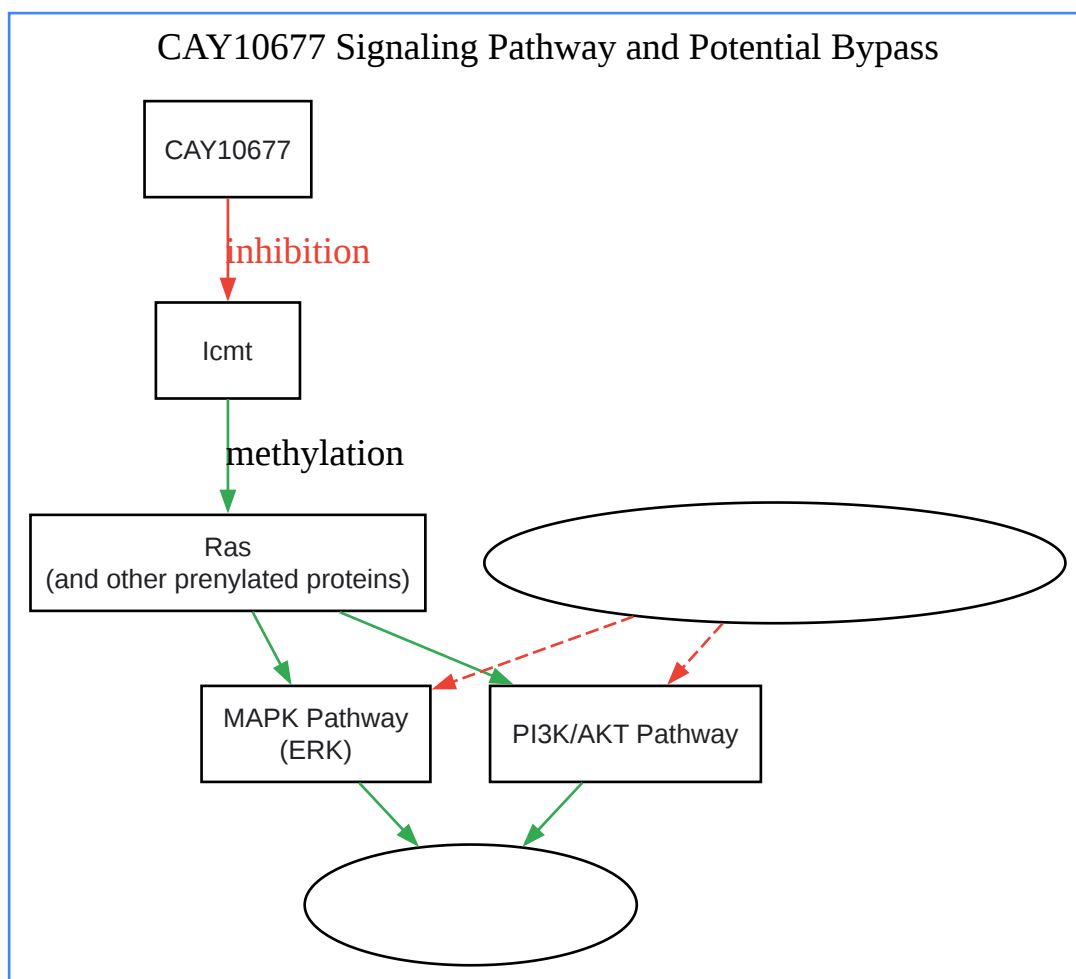 CAY10677 Signaling Pathway and Potential Bypass
CAY10677
inhibition
Icmt
methylation
Ras
(and other prenylated proteins)
MAPK Pathway
(ERK)
PI3K/AKT Pathway